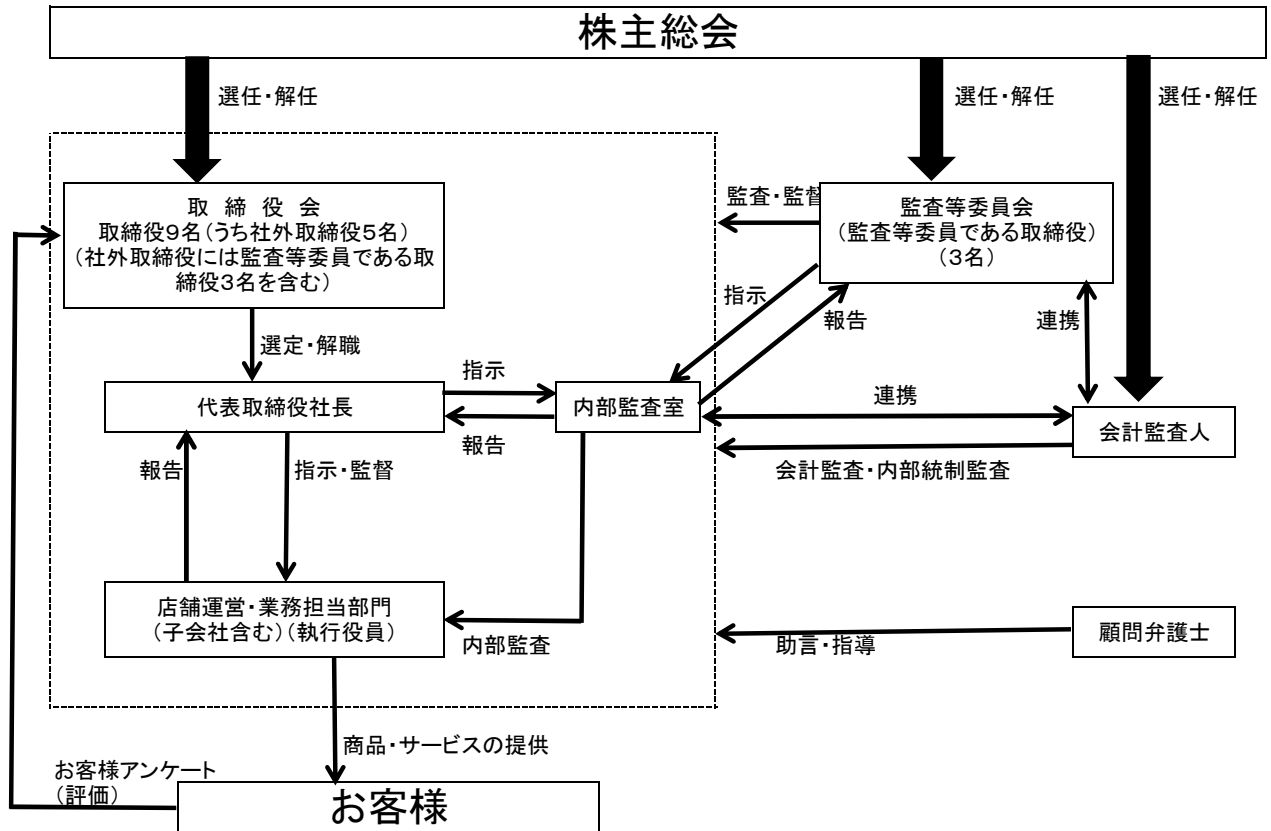 株主総会
選任・解任
選任・解任
選任・解任
取 締 役 会
取締役9名(うち社外取締役5名)
(社外取締役には監査等委員である取
締役3名を含む)
監査・監督
監査等委員会
(監査等委員である取締役)
(3名)
指示
報告
連携
選定・解職
代表取締役社長
指示
報告
内部監査室
連携
会計監査人
会計監査・内部統制監査
報告
指示・監督
店舗運営・業務担当部門
(子会社含む)(執行役員)
内部監査
助言・指導
顧問弁護士
商品・サービスの提供
お客様アンケート
(評価)
お客様